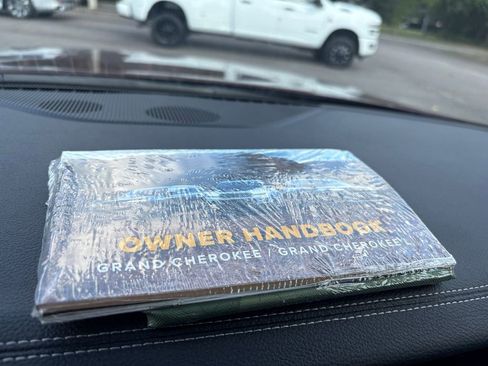 OWNER HANDBOOK
GRAND CHEROKEE / GRAND CHEROKEE